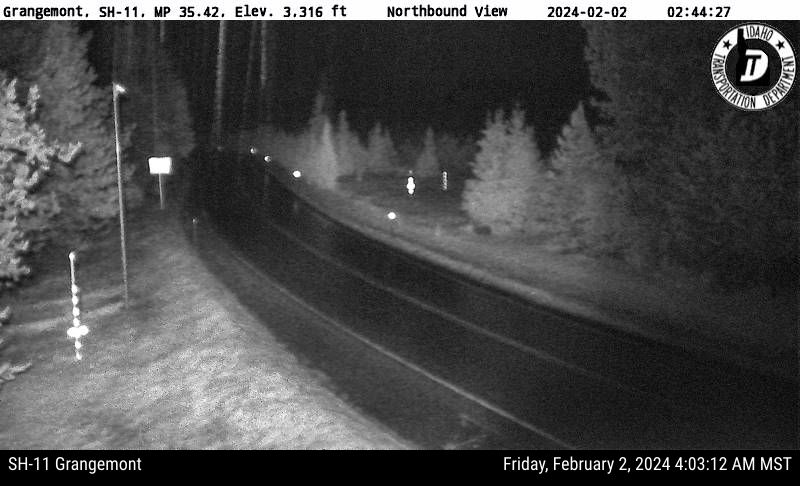 Grangemont, SH-11, MP 35.42, Elev. 3,316 ft Northbound View 2024-02-02 02:44:27
IDAHO
TRANSPORTATION DEPARTMENT
SH-11 Grangemont Friday, February 2, 2024 4:03:12 AM MST